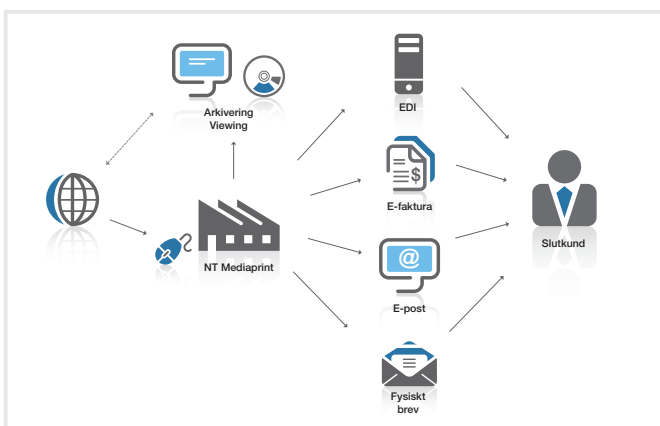 Arkivering
Viewing
EDI
E-faktura
$
Slutkund
NT Mediaprint
@
E-post
Fysiskt
brev